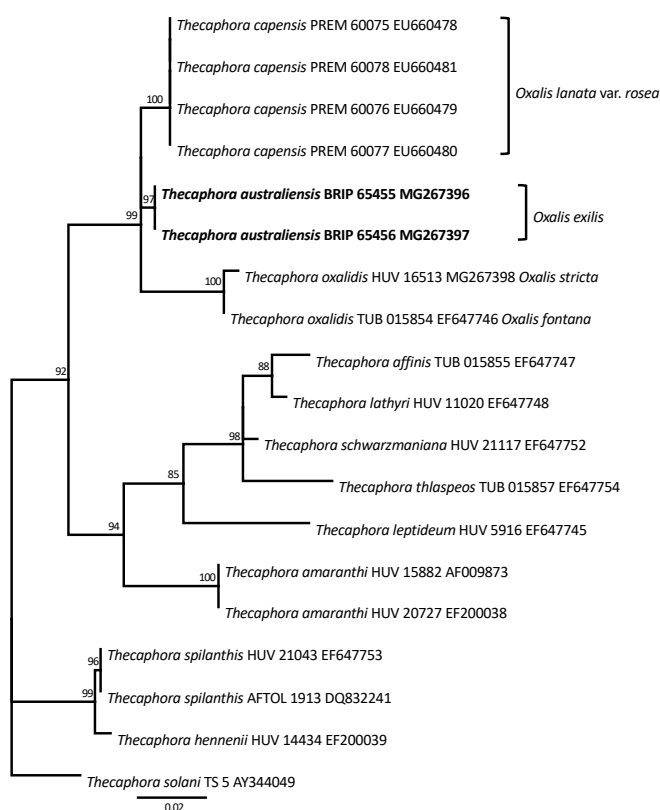 Thecaphora capensis PREM 60075 EU660478
Thecaphora capensis PREM 60078 EU660481
100
Oxalis lanata var. rosea
Thecaphora capensis PREM 60076 EU660479
Thecaphora capensis PREM 60077 EU660480
97
Thecaphora australiensis BRIP 65455 MG267396
99
Oxalis exilis
Thecaphora australiensis BRIP 65456 MG267397
100
Thecaphora oxalidis HUV 16513 MG267398 Oxalis stricta
Thecaphora oxalidis TUB 015854 EF647746 Oxalis fontana
92
88
Thecaphora affinis TUB 015855 EF647747
Thecaphora lathyri HUV 11020 EF647748
98
Thecaphora schwarzmaniana HUV 21117 EF647752
85
Thecaphora thlaspeos TUB 015857 EF647754
94
Thecaphora leptideum HUV 5916 EF647745
100
Thecaphora amaranthi HUV 15882 AF009873
Thecaphora amaranthi HUV 20727 EF200038
96
Thecaphora spilanthis HUV 21043 EF647753
99
Thecaphora spilanthis AFTOL 1913 DQ832241
Thecaphora hennenii HUV 14434 EF200039
Thecaphora solani TS 5 AY344049
0.02